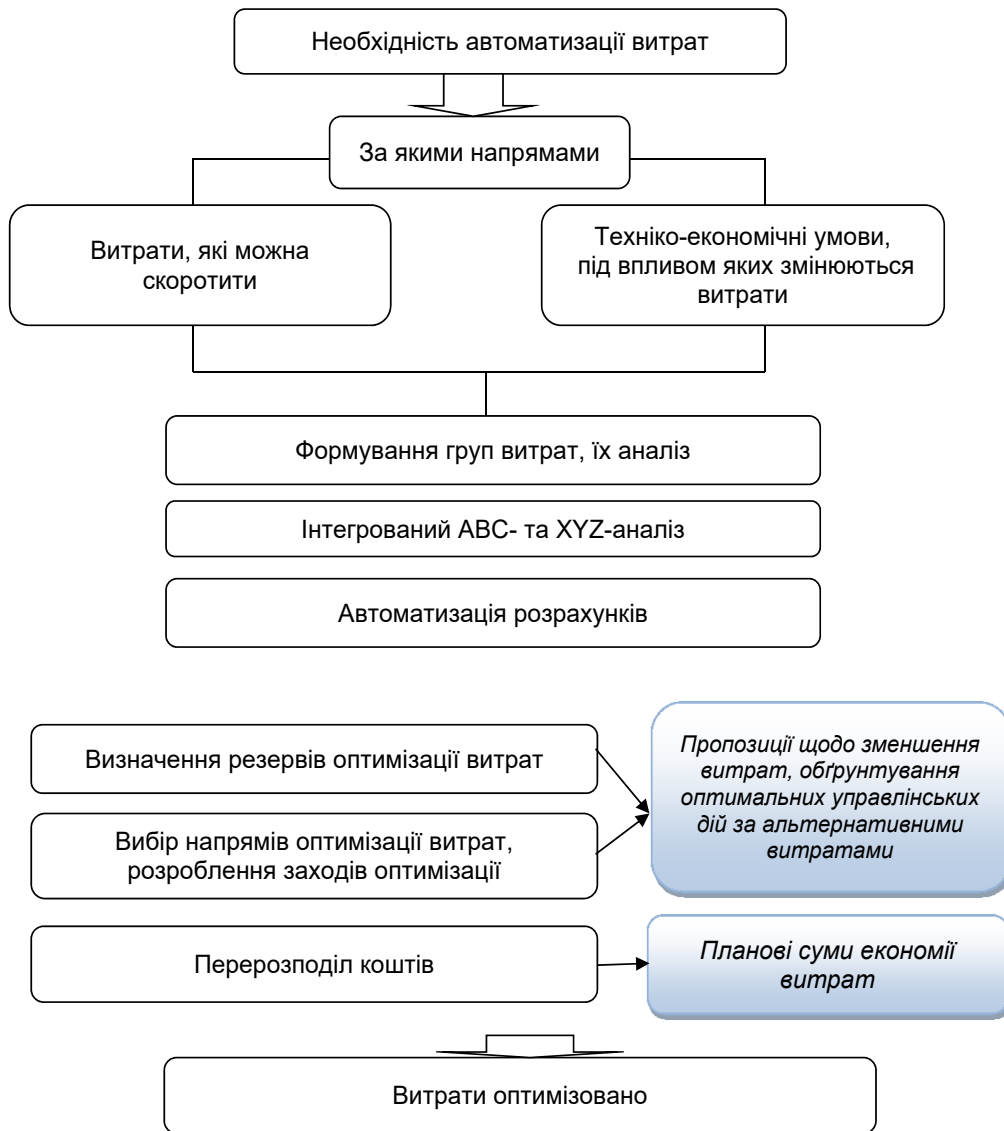 Необхідність автоматизації витрат
За якими напрямами
Витрати, які можна
скоротити
Техніко-економічні умови,
під впливом яких змінюються
витрати
Формування груп витрат, їх аналіз
Інтегрований ABC- та XYZ-аналіз
Автоматизація розрахунків
Визначення резервів оптимізації витрат
Вибір напрямів оптимізації витрат,
розроблення заходів оптимізації
Пропозиції щодо зменшення
витрат, обґрунтування
оптимальних управлінських
дій за альтернативними
витратами
Перерозподіл коштів
Планові суми економії
витрат
Витрати оптимізовано